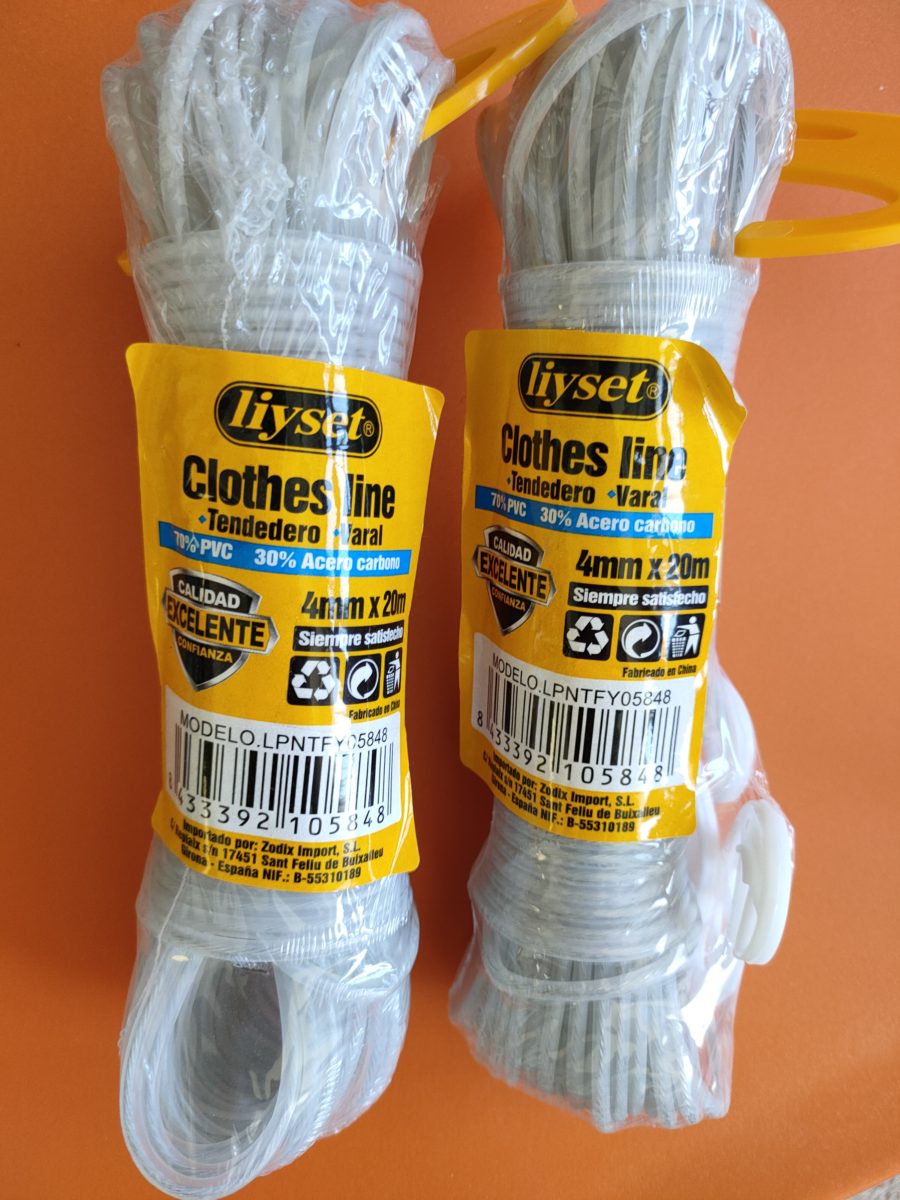 liyset®
Clothes line
Tendedero Varal
70% PVC 30% Acero carbono
4mm x 20m
CALIDAD
EXCELENTE
CONFIANZA
Siempre satisfecho
Fabricado en China
MODELO.LPNTFY05848
8 433392 105848
Importado por: Zodix Import, S.L.
C/ Reglaix s/n 17451 Sant Feliu de Buixalleu
Girona - España NIF.: B-55310189
liyset®
Clothes line
Tendedero Varal
70% PVC 30% Acero carbono
CALIDAD
EXCELENTE
CONFIANZA
4mm x 20m
Siempre satisfecho
Fabricado en China
MODELO.LPNTFY05848
8 433392 105848
Importado por: Zodix Import, S.L.
C/ Reglaix s/n 17451 Sant Feliu de Buixalleu
Girona - España NIF.: B-55310189